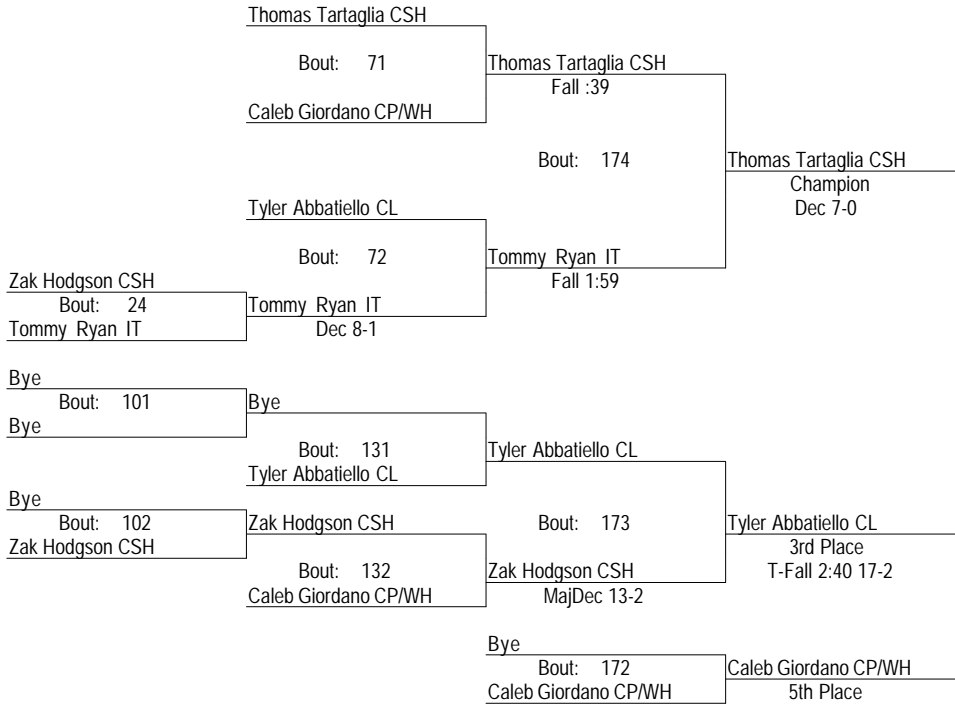 Thomas Tartaglia CSH
Bout: 71
Thomas Tartaglia CSH
Fall :39
Caleb Giordano CP/WH
Bout: 174
Thomas Tartaglia CSH
Champion
Dec 7-0
Tyler Abbatiello CL
Bout: 72
Tommy Ryan IT
Fall 1:59
Zak Hodgson CSH
Bout: 24
Tommy Ryan IT
Tommy Ryan IT
Dec 8-1
Bye
Bout: 101
Bye
Bye
Bout: 131
Tyler Abbatiello CL
Tyler Abbatiello CL
Bye
Bout: 102
Zak Hodgson CSH
Zak Hodgson CSH
Bout: 173
Tyler Abbatiello CL
3rd Place
T-Fall 2:40 17-2
Bout: 132
Zak Hodgson CSH
MajDec 13-2
Caleb Giordano CP/WH
Bye
Bout: 172
Caleb Giordano CP/WH
Caleb Giordano CP/WH
5th Place